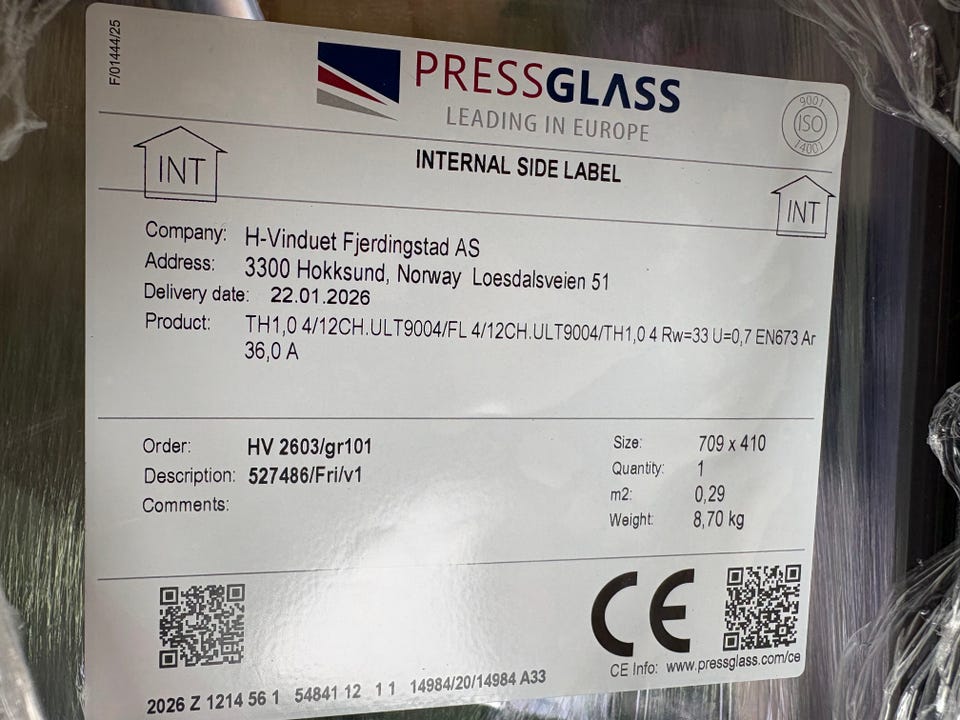 F/01444/25
PRESSGLASS
LEADING IN EUROPE
9001
ISO
14001
INTERNAL SIDE LABEL
INT
INT
Company: H-Vinduet Fjerdingstad AS
Address: 3300 Hokksund, Norway Loesdalsveien 51
Delivery date: 22.01.2026
Product: TH1,0 4/12CH.ULT9004/FL 4/12CH.ULT9004/TH1,0 4 Rw=33 U=0,7 EN673 Ar
36,0 A
Order: HV 2603/gr101
Description: 527486/Fri/v1
Comments:
Size: 709 x 410
Quantity: 1
m2: 0,29
Weight: 8,70 kg
CE
CE Info: www.pressglass.com/ce
2026 Z 1214 56 1 54841 12 1 1 14984/20/14984 A33